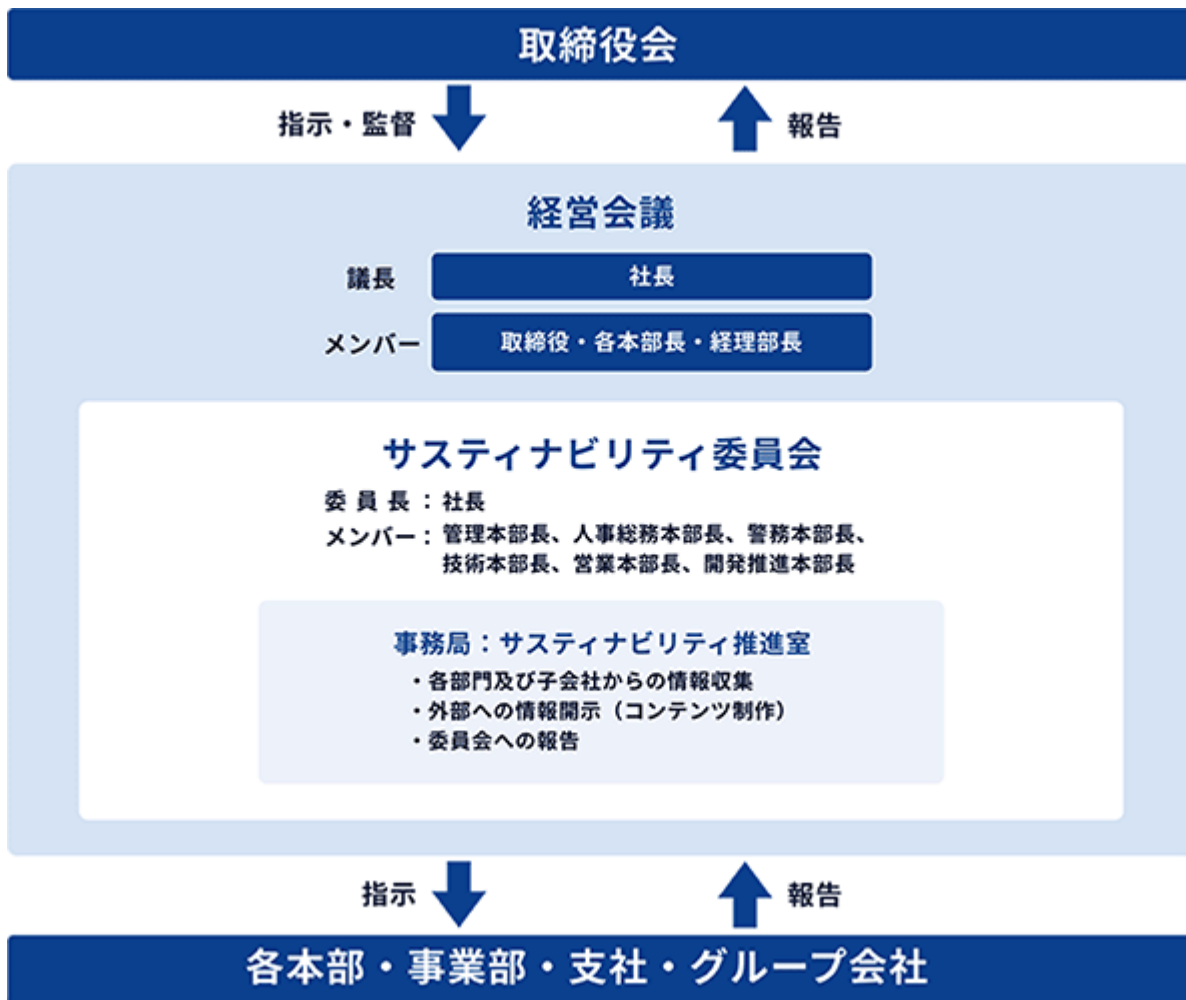 取締役会
指示・監督
報告
経営会議
議長
社長
メンバー
取締役・各本部長・経理部長
サスティナビリティ委員会
委員長：社長
メンバー：管理本部長、人事総務本部長、警務本部長、
技術本部長、営業本部長、開発推進本部長
事務局：サスティナビリティ推進室
・各部門及び子会社からの情報収集
・外部への情報開示（コンテンツ制作）
・委員会への報告
指示
報告
各本部・事業部・支社・グループ会社